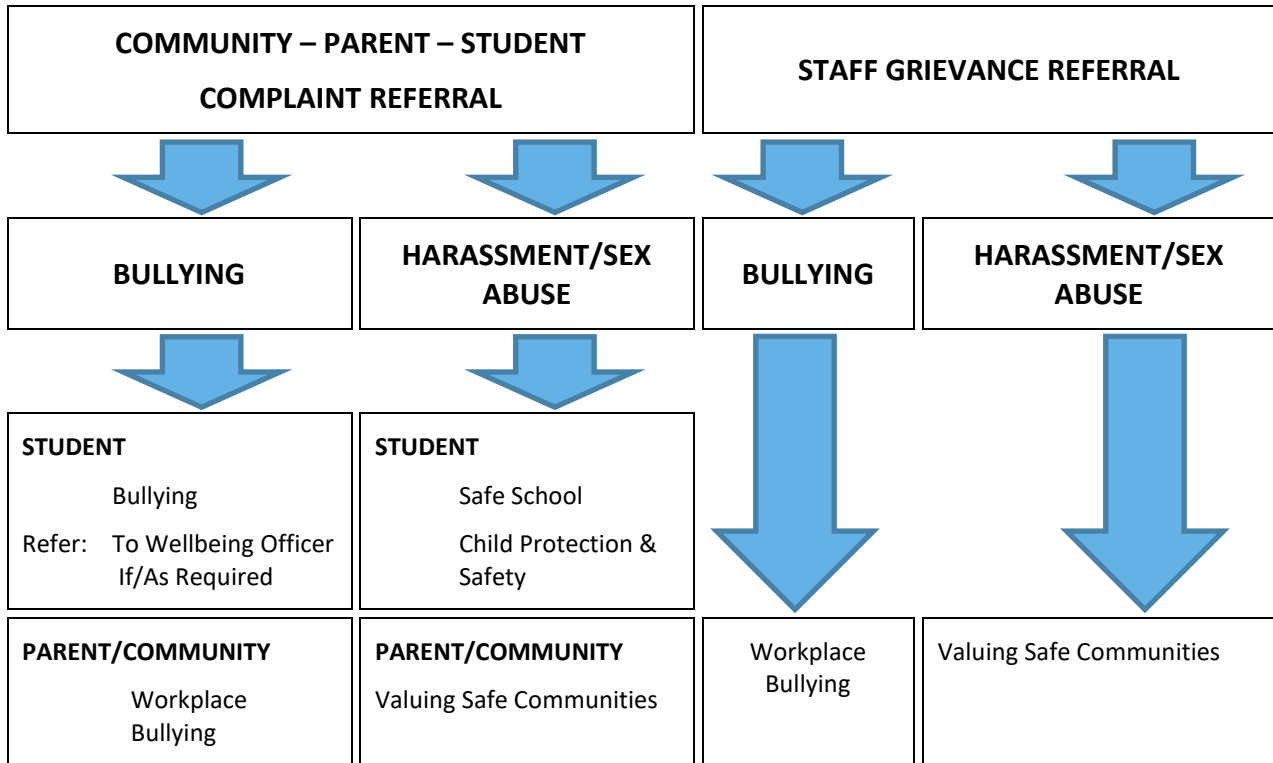 COMMUNITY – PARENT – STUDENT
COMPLAINT REFERRAL
STAFF GRIEVANCE REFERRAL
BULLYING
HARASSMENT/SEX
ABUSE
BULLYING
HARASSMENT/SEX
ABUSE
STUDENT
Bullying
Refer: To Wellbeing Officer
If/As Required
STUDENT
Safe School
Child Protection &
Safety
PARENT/COMMUNITY
Workplace
Bullying
PARENT/COMMUNITY
Valuing Safe Communities
Workplace
Bullying
Valuing Safe Communities